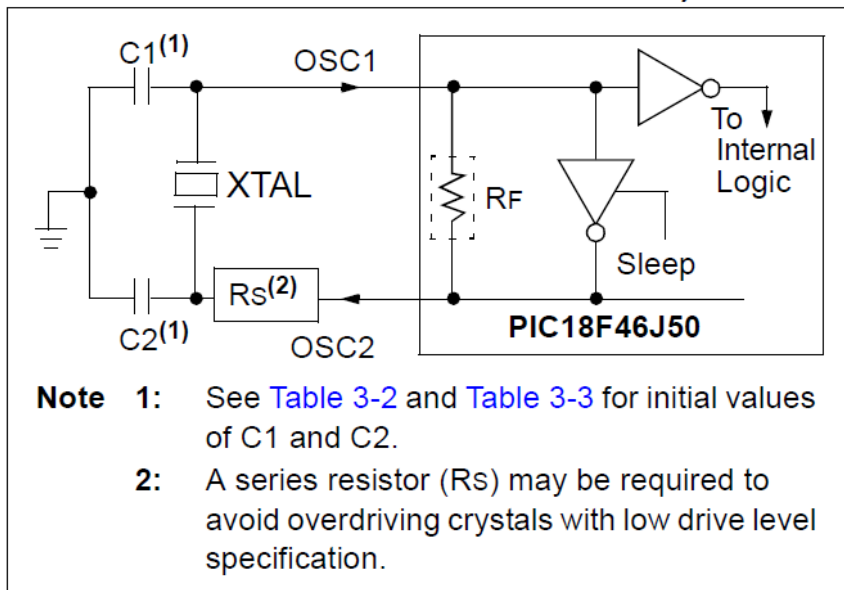 C1(1)
OSC1
To
Internal
Logic
XTAL
RF
Sleep
RS(2)
PIC18F46J50
C2(1)
OSC2
Note 1: See Table 3-2 and Table 3-3 for initial values
of C1 and C2.
2: A series resistor (RS) may be required to
avoid overdriving crystals with low drive level
specification.